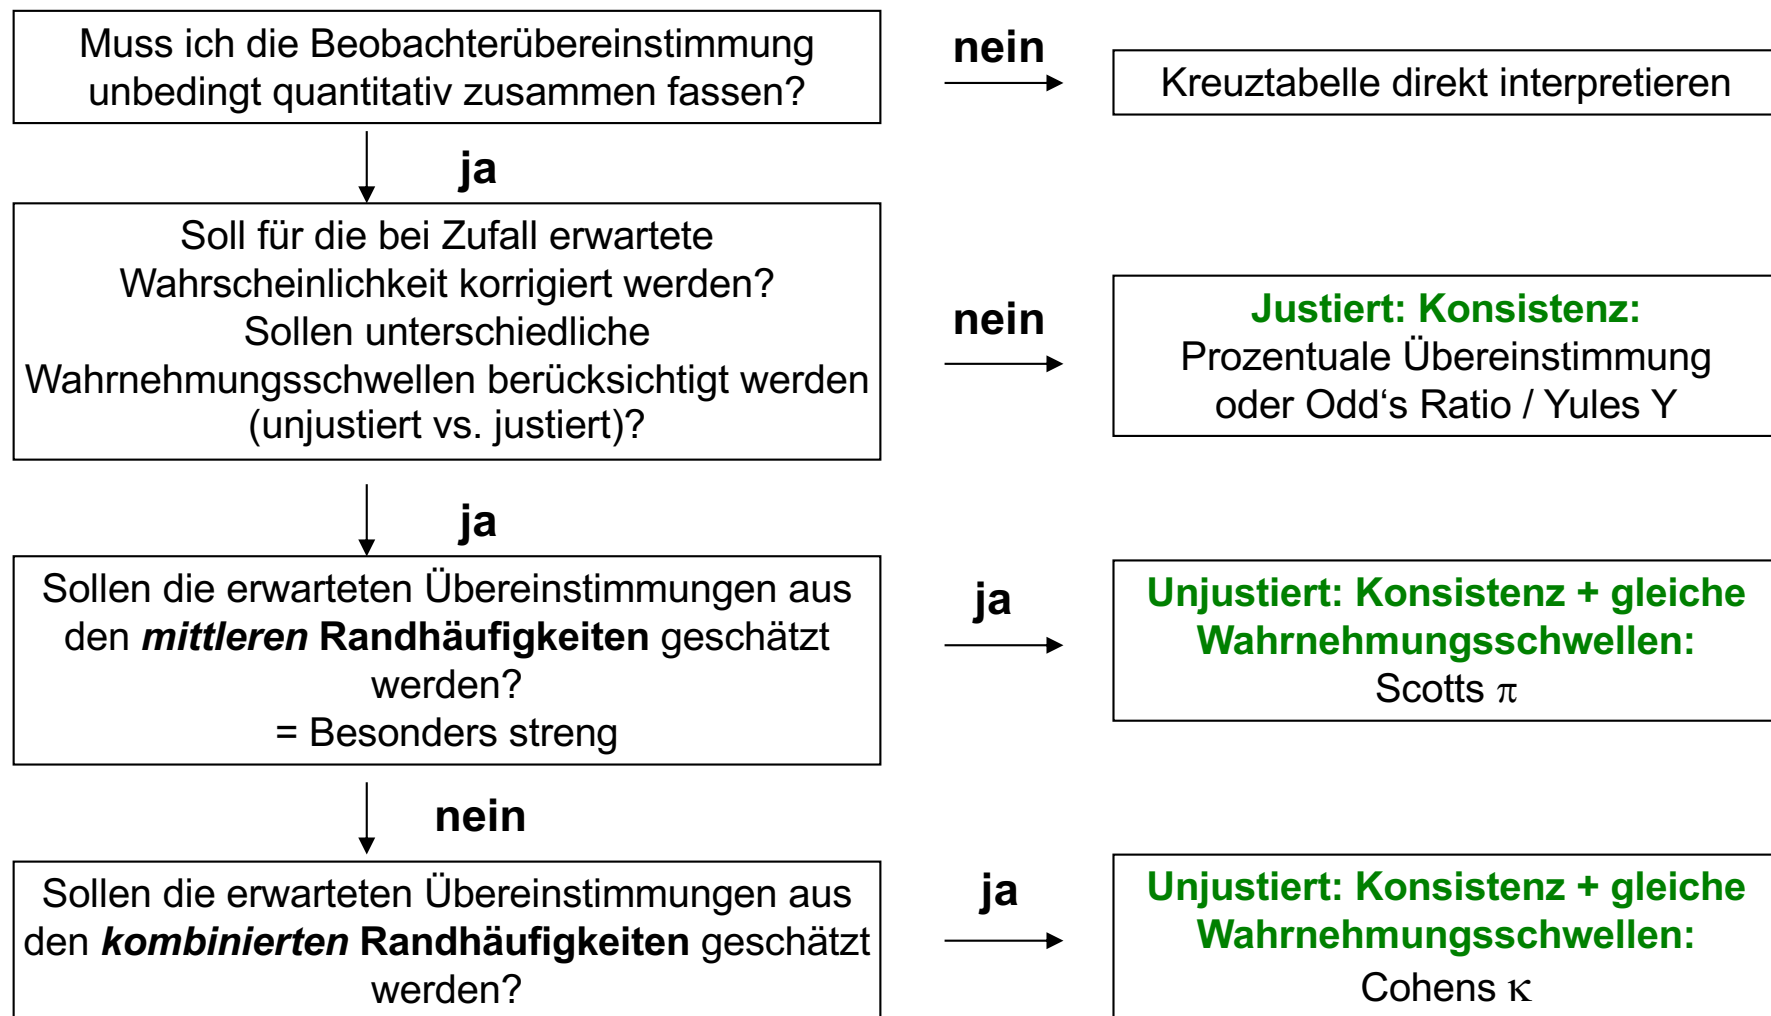 Muss ich die Beobachterübereinstimmung
unbedingt quantitativ zusammen fassen?
nein
Kreuztabelle direkt interpretieren
ja
Soll für die bei Zufall erwartete
Wahrscheinlichkeit korrigiert werden?
Sollen unterschiedliche
Wahrnehmungsschwellen berücksichtigt werden
(unjustiert vs. justiert)?
nein
Justiert: Konsistenz:
Prozentuale Übereinstimmung
oder Odd‘s Ratio / Yules Y
ja
Sollen die erwarteten Übereinstimmungen aus
den mittleren Randhäufigkeiten geschätzt
werden?
= Besonders streng
ja
Unjustiert: Konsistenz + gleiche
Wahrnehmungsschwellen:
Scotts π
nein
Sollen die erwarteten Übereinstimmungen aus
den kombinierten Randhäufigkeiten geschätzt
werden?
ja
Unjustiert: Konsistenz + gleiche
Wahrnehmungsschwellen:
Cohens κ